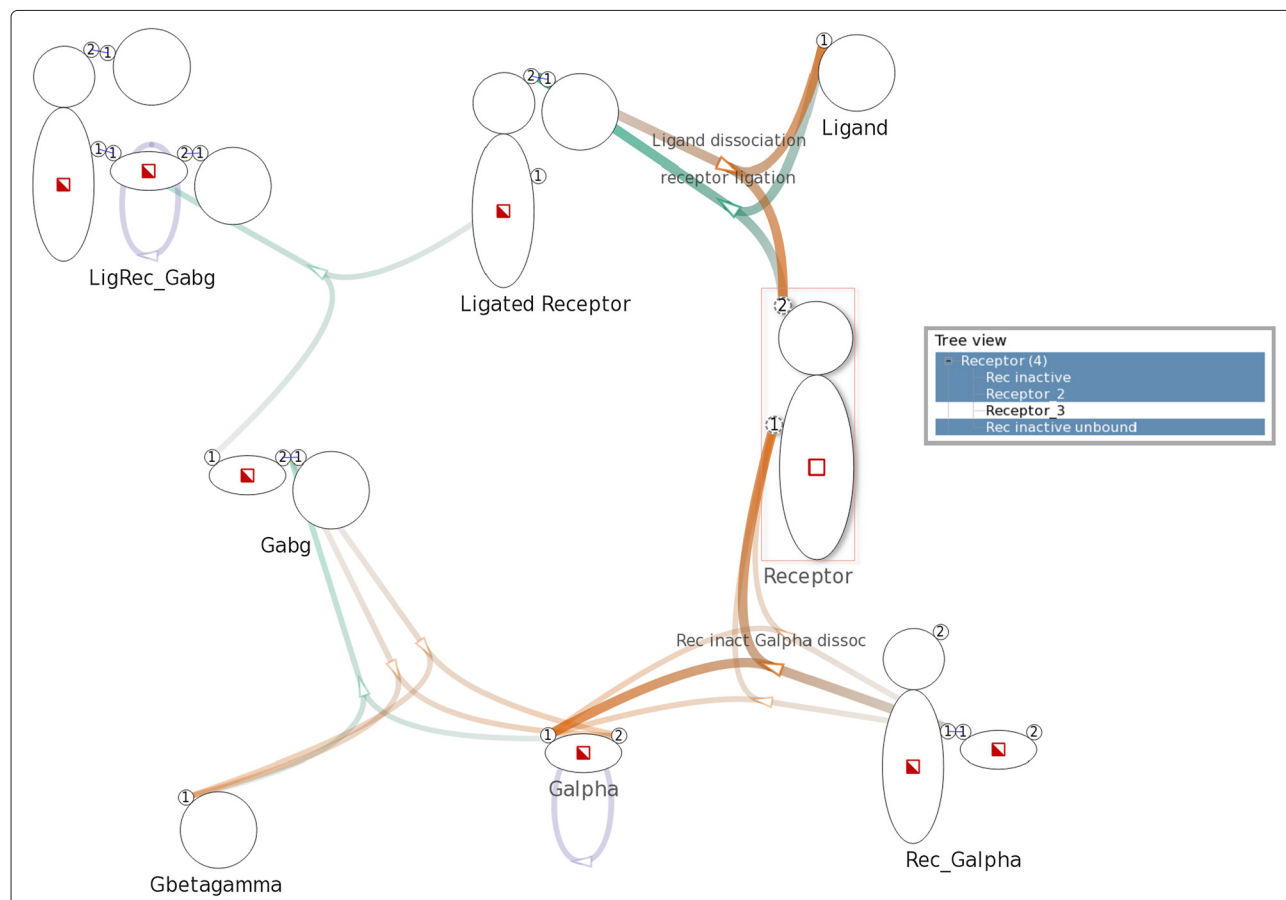 2 1
1 1 2 1
LigRec_Gabg
2 1
1
Ligated Receptor
1
Ligand
Ligand dissociation
receptor ligation
2
1
Receptor
Tree view
Receptor (4)
Rec inactive
Receptor_2
Receptor_3
Rec inactive unbound
1 2 1
Gabg
Rec inact Galpha dissoc
2
1 1 2
Rec_Galpha
1 2
Galpha
1
Gbetagamma